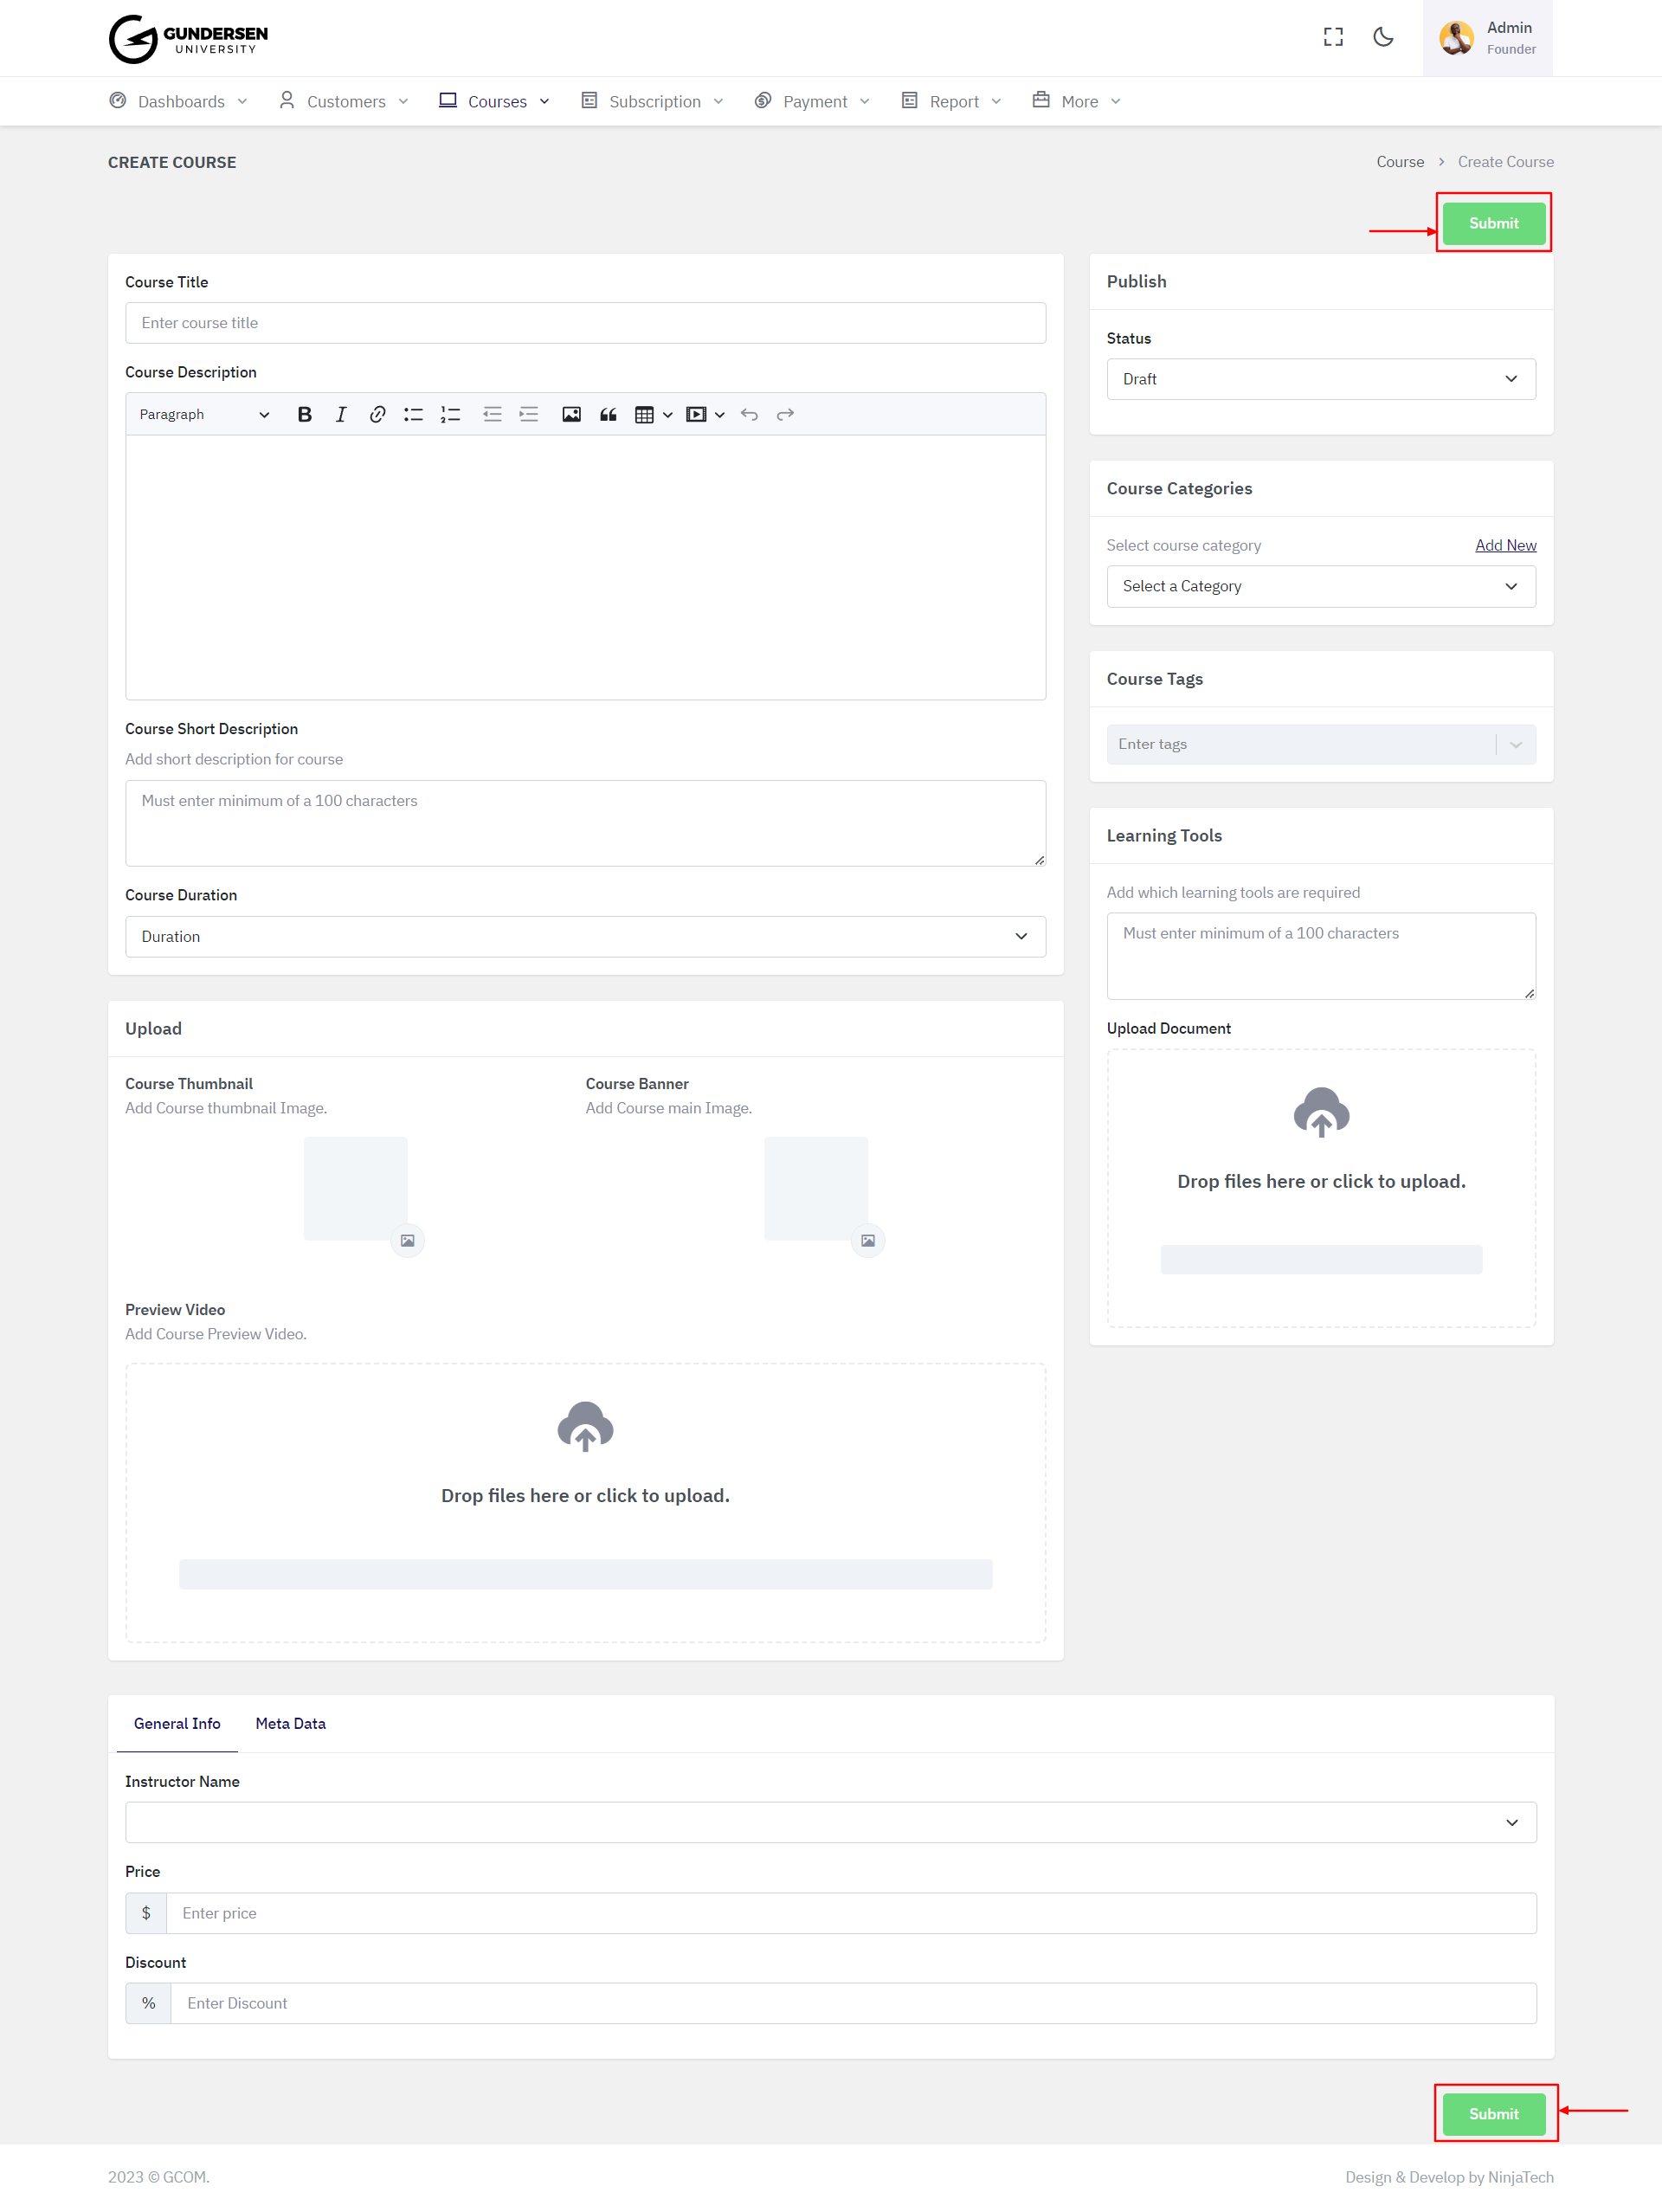 GUNDERSEN
UNIVERSITY
Admin
Founder
Dashboards
Customers
Courses
Subscription
Payment
Report
More
CREATE COURSE
Course > Create Course
Submit
Course Title
Enter course title
Course Description
Paragraph
Course Short Description
Add short description for course
Must enter minimum of a 100 characters
Course Duration
Duration
Publish
Status
Draft
Course Categories
Select course category
Add New
Select a Category
Course Tags
Enter tags
Learning Tools
Add which learning tools are required
Must enter minimum of a 100 characters
Upload Document
Drop files here or click to upload.
Upload
Course Thumbnail
Add Course thumbnail Image.
Course Banner
Add Course main Image.
Preview Video
Add Course Preview Video.
Drop files here or click to upload.
General Info
Meta Data
Instructor Name
Price
$ Enter price
Discount
% Enter Discount
Submit
2023 © GCOM.
Design & Develop by NinjaTech